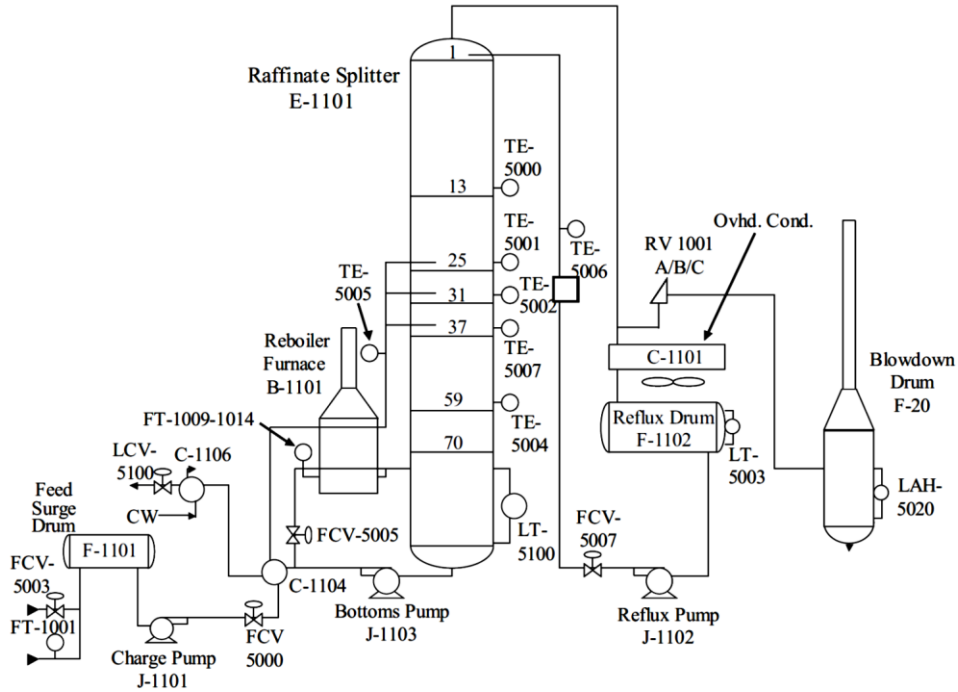 1
Raffinate Splitter
E-1101
TE-
5000
13
TE-
5001
Ovhd. Cond.
RV 1001
A/B/C
TE-
5006
25
TE-
5005
TE-
5002
31
37
Reboiler
Furnace
B-1101
TE-
5007
C-1101
Blowdown
Drum
F-20
59
TE-
5004
Reflux Drum
F-1102
FT-1009-1014
LT-
5003
70
LCV-
5100
C-1106
LAH-
5020
CW
Feed
Surge
Drum
FCV-5005
LT-
5100
FCV-
5007
F-1101
FCV-
5003
C-1104
FT-1001
Bottoms Pump
J-1103
Reflux Pump
J-1102
FCV
5000
Charge Pump
J-1101